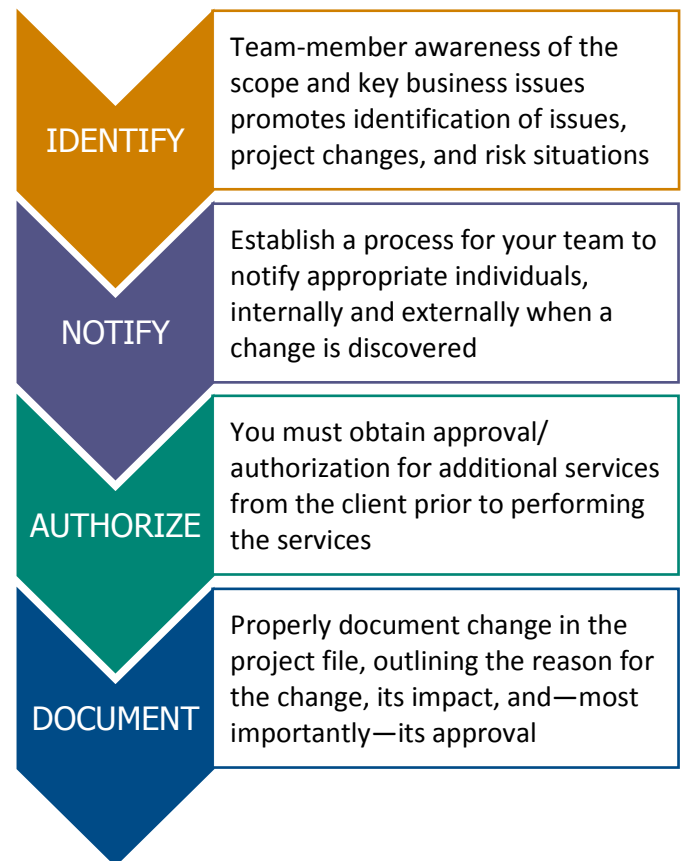 IDENTIFY
Team-member awareness of the
scope and key business issues
promotes identification of issues,
project changes, and risk situations
NOTIFY
Establish a process for your team to
notify appropriate individuals,
internally and externally when a
change is discovered
AUTHORIZE
You must obtain approval/
authorization for additional services
from the client prior to performing
the services
DOCUMENT
Properly document change in the
project file, outlining the reason for
the change, its impact, and—most
importantly—its approval